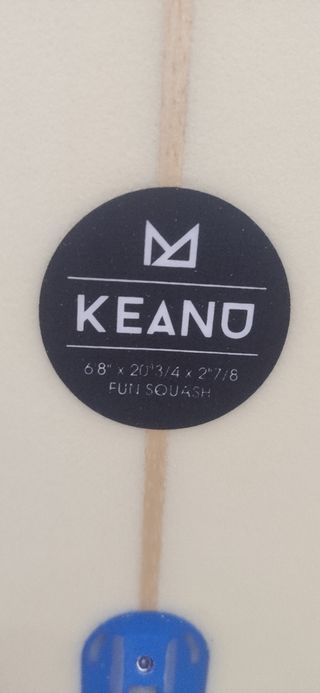 KEANU
6'8" x 20"3/4 x 2"7/8
FUN SQUASH